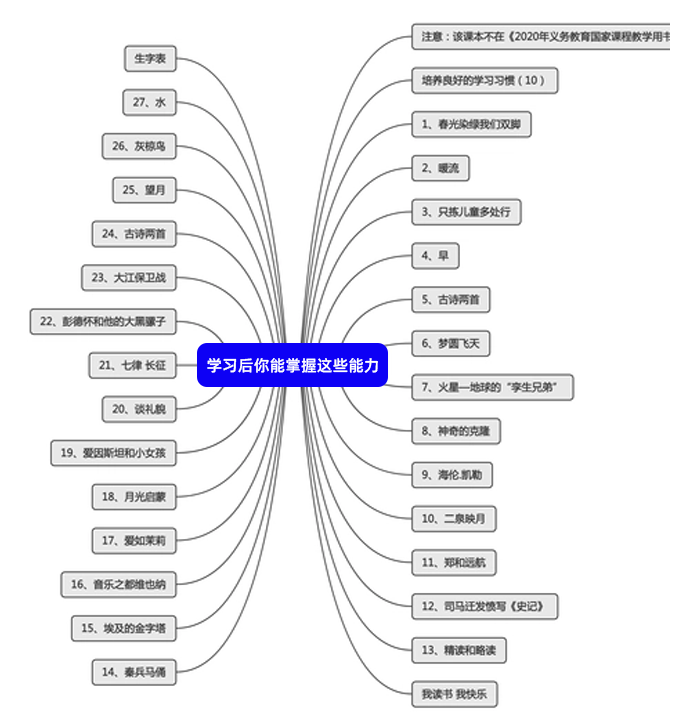 学习后你能掌握这些能力
注意：该课本不在《2020年义务教育国家课程教学用书
培养良好的学习习惯（10）
1、春光染绿我们双脚
2、暖流
3、只拣儿童多处行
4、早
5、古诗两首
6、梦圆飞天
7、火星—地球的“孪生兄弟”
8、神奇的克隆
9、海伦.凯勒
10、二泉映月
11、郑和远航
12、司马迁发愤写《史记》
13、精读和略读
我读书 我快乐
生字表
27、水
26、灰椋鸟
25、望月
24、古诗两首
23、大江保卫战
22、彭德怀和他的大黑骡子
21、七律 长征
20、谈礼貌
19、爱因斯坦和小女孩
18、月光启蒙
17、爱如茉莉
16、音乐之都维也纳
15、埃及的金字塔
14、秦兵马俑